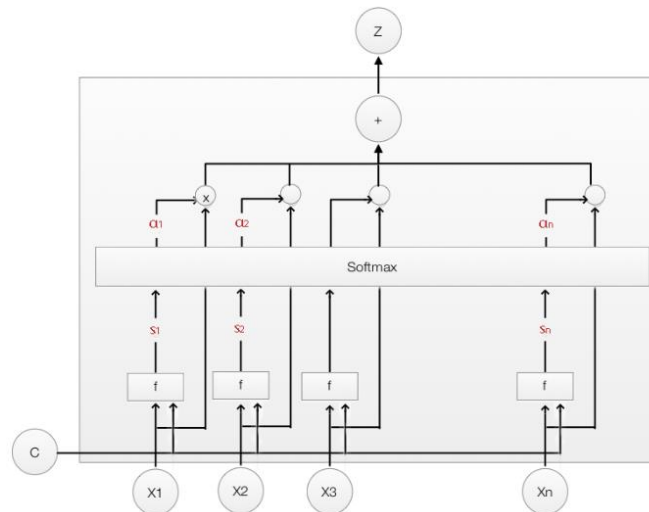 Z
+
x
α1 α2 αn
Softmax
s1 s2 sn
f f f f
C
X1 X2 X3 Xn